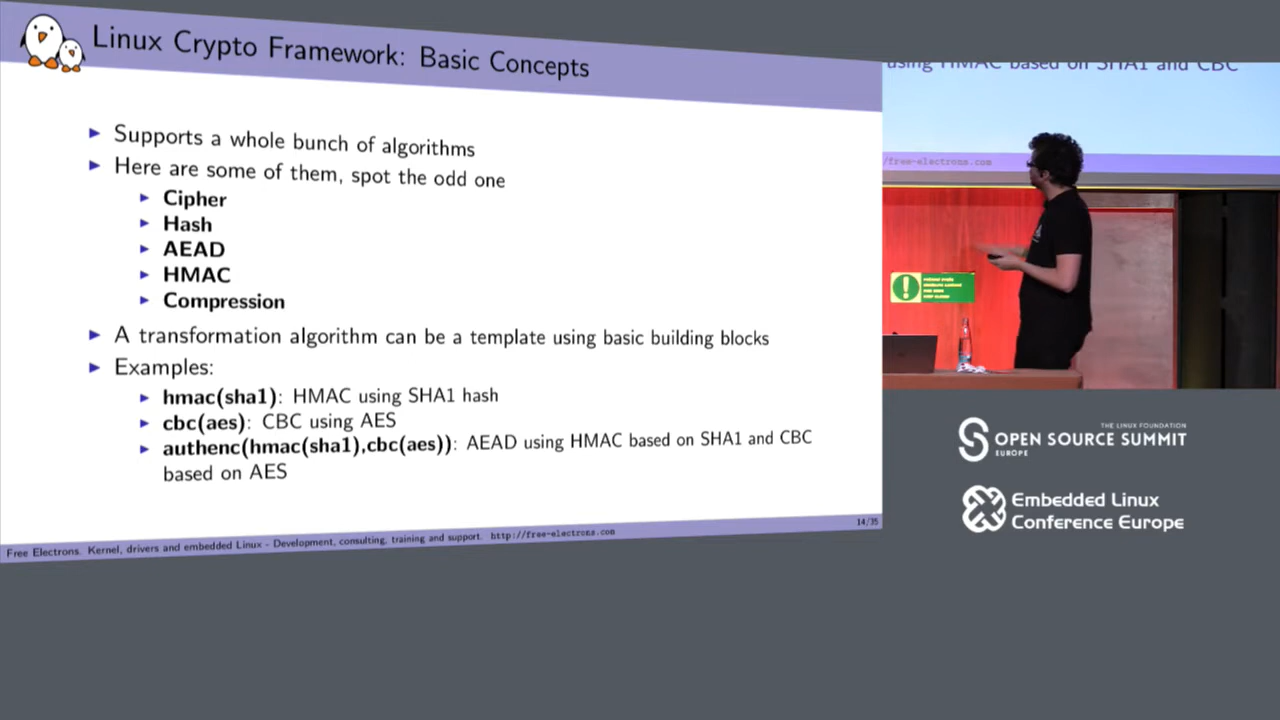 Linux Crypto Framework: Basic Concepts
Supports a whole bunch of algorithms
Here are some of them, spot the odd one
Cipher
Hash
AEAD
HMAC
Compression
A transformation algorithm can be a template using basic building blocks
Examples:
hmac(sha1): HMAC using SHA1 hash
cbc(aes): CBC using AES
authenc(hmac(sha1),cbc(aes)): AEAD using HMAC based on SHA1 and CBC
based on AES
14/35
Free Electrons. Kernel, drivers and embedded Linux - Development, consulting, training and support. http://free-electrons.com
using HMAC based on SHA1 and CBC
/free-electrons.com
THE LINUX FOUNDATION
OPEN SOURCE SUMMIT
EUROPE
Embedded Linux
Conference Europe